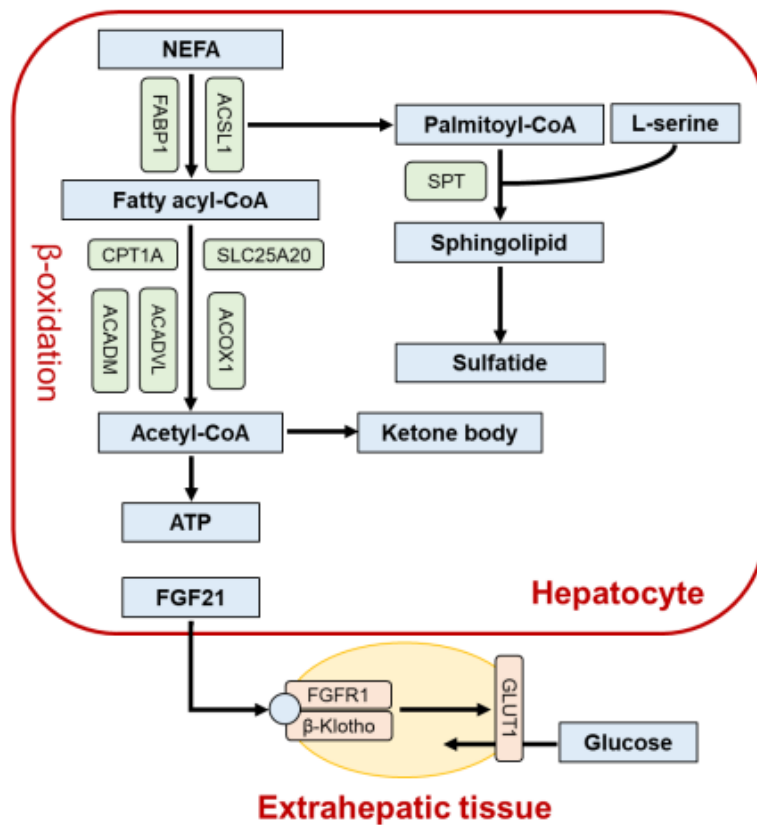 NEFA
FABP1
ACSL1
Palmitoyl-CoA
L-serine
SPT
Fatty acyl-CoA
Sphingolipid
CPT1A
SLC25A20
β-oxidation
ACADM
ACADVL
ACOX1
Sulfatide
Acetyl-CoA
Ketone body
ATP
FGF21
Hepatocyte
FGFR1
β-Klotho
GLUT1
Glucose
Extrahepatic tissue